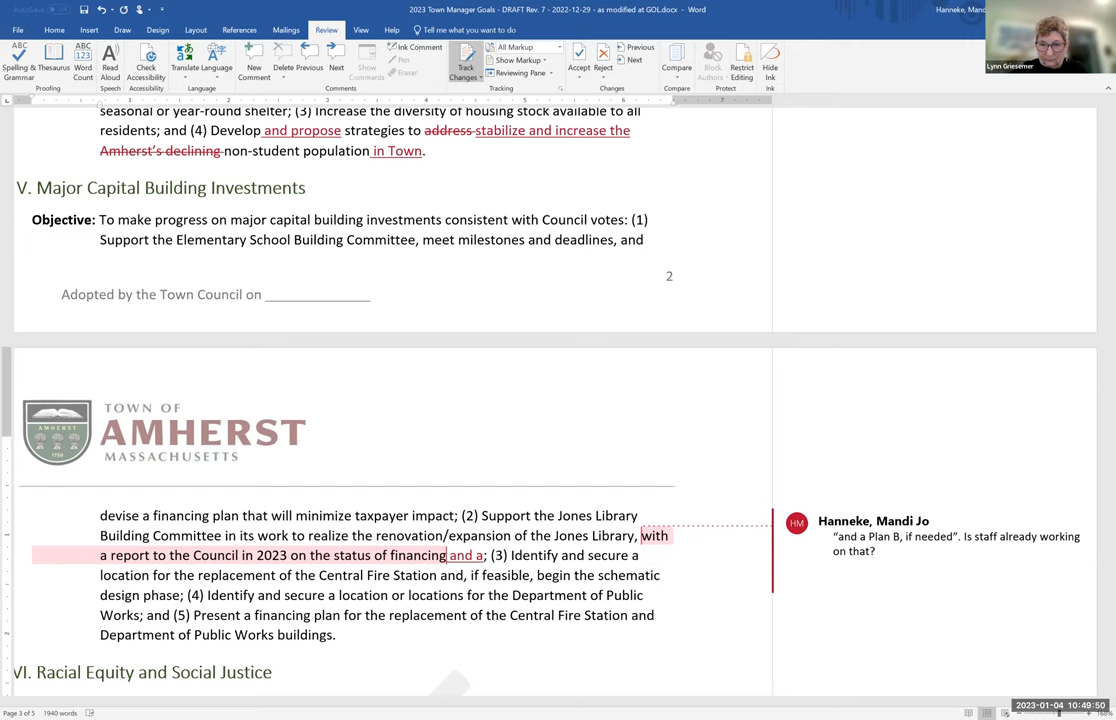 AutoSave
2023 Town Manager Goals - DRAFT Rev. 7 - 2022-12-29 - as modified at GOL.docx - Word
Hanneke, Mandi
File Home Insert Draw Design Layout References Mailings Review View Help Tell me what you want to do
Lynn Griesemer
Spelling & Grammar
Thesaurus
Word Count
Read Aloud
Check Accessibility
Translate
Language
New Comment
Delete
Previous
Next
Show Comments
Ink Comment
Pen
Eraser
Track Changes
All Markup
Show Markup
Reviewing Pane
Accept
Reject
Previous
Next
Compare
Block Authors
Restrict Editing
Hide Ink
Proofing Speech Accessibility Language Comments Tracking Changes Compare Protect Ink
seasonal or year-round shelter; (3) Increase the diversity of housing stock available to all
residents; and (4) Develop and propose strategies to address stabilize and increase the
Amherst's declining non-student population in Town.
V. Major Capital Building Investments
Objective: To make progress on major capital building investments consistent with Council votes: (1)
Support the Elementary School Building Committee, meet milestones and deadlines, and
2
Adopted by the Town Council on _______________
TOWN OF
AMHERST
MASSACHUSETTS
AMHERST
devise a financing plan that will minimize taxpayer impact; (2) Support the Jones Library
Building Committee in its work to realize the renovation/expansion of the Jones Library, with
a report to the Council in 2023 on the status of financing and a; (3) Identify and secure a
location for the replacement of the Central Fire Station and, if feasible, begin the schematic
design phase; (4) Identify and secure a location or locations for the Department of Public
Works; and (5) Present a financing plan for the replacement of the Central Fire Station and
Department of Public Works buildings.
HM
Hanneke, Mandi Jo
"and a Plan B, if needed". Is staff already working
on that?
VI. Racial Equity and Social Justice
Page 3 of 5 1940 words
2023-01-04 10:49:50